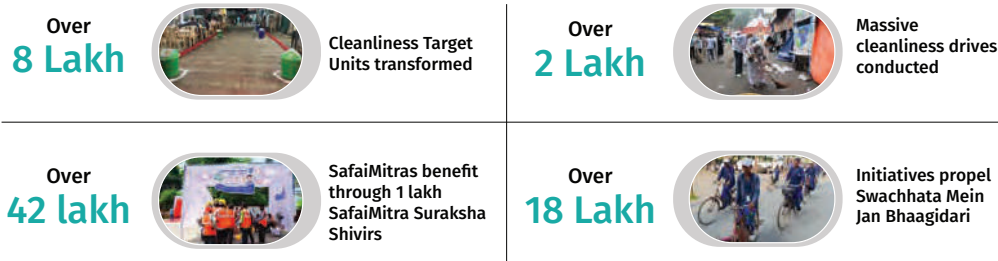 Over
8 Lakh
Cleanliness Target
Units transformed
Over
2 Lakh
Massive
cleanliness drives
conducted
Over
42 lakh
SafaiMitras benefit
through 1 lakh
SafaiMitra Suraksha
Shivirs
Over
18 Lakh
Initiatives propel
Swachhata Mein
Jan Bhaagidari